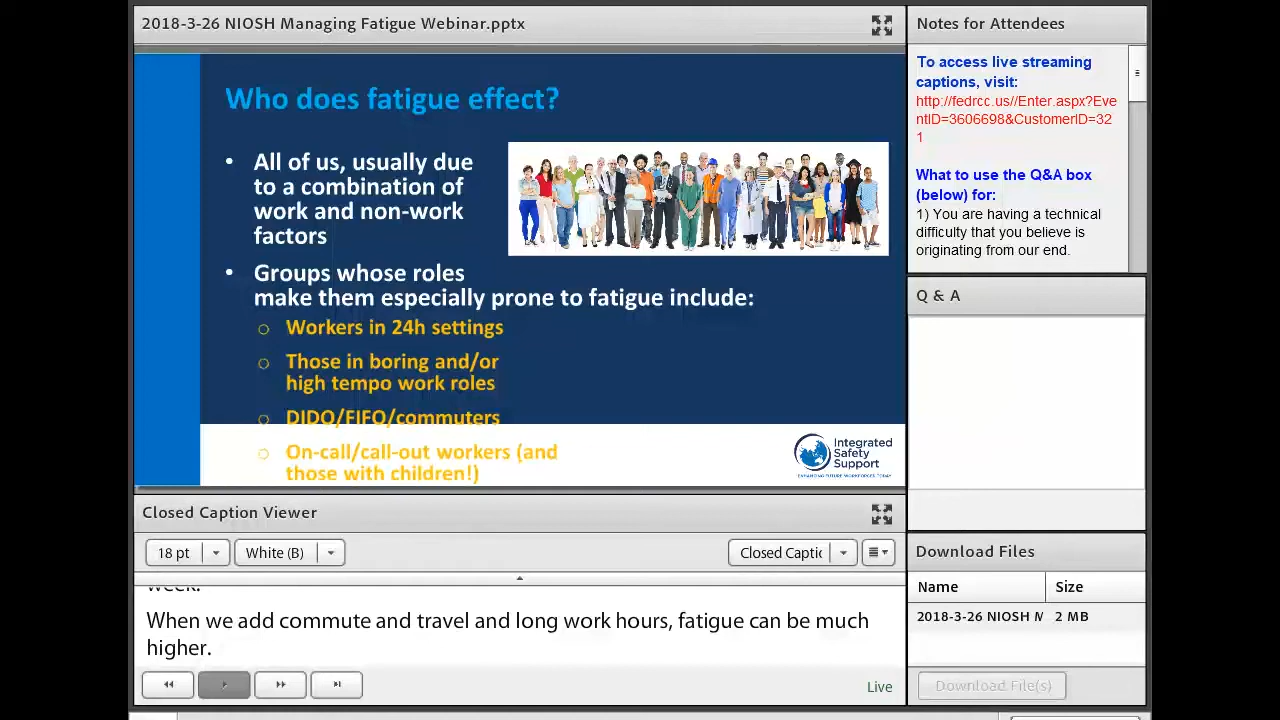 2018-3-26 NIOSH Managing Fatigue Webinar.pptx
Who does fatigue effect?
• All of us, usually due
to a combination of
work and non-work
factors
• Groups whose roles
make them especially prone to fatigue include:
○ Workers in 24h settings
○ Those in boring and/or
high tempo work roles
○ DIDO/FIFO/commuters
○ On-call/call-out workers (and
those with children!)
Integrated
Safety
Support
ENHANCING FUTURE WORKFORCES TODAY
Closed Caption Viewer
18 pt
White (B)
Closed Captic
week.
When we add commute and travel and long work hours, fatigue can be much
higher.
Live
Notes for Attendees
To access live streaming
captions, visit:
http://fedrcc.us//Enter.aspx?Eve
ntID=3606698&CustomerID=32
1
What to use the Q&A box
(below) for:
1) You are having a technical
difficulty that you believe is
originating from our end.
Q & A
Download Files
Name Size
2018-3-26 NIOSH M 2 MB
Download File(s)